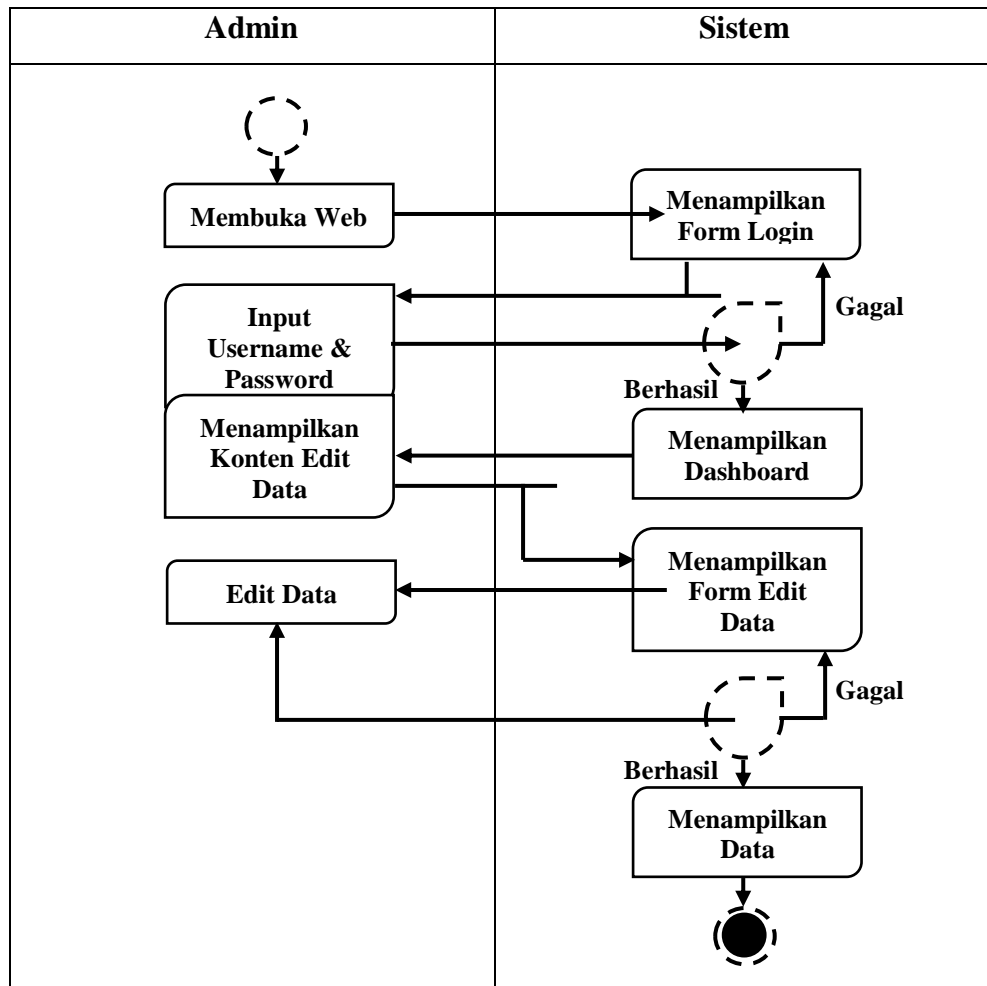 Admin
Sistem
Membuka Web
Menampilkan
Form Login
Input
Username &
Password
Gagal
Berhasil
Menampilkan
Konten Edit
Data
Menampilkan
Dashboard
Edit Data
Menampilkan
Form Edit
Data
Gagal
Berhasil
Menampilkan
Data